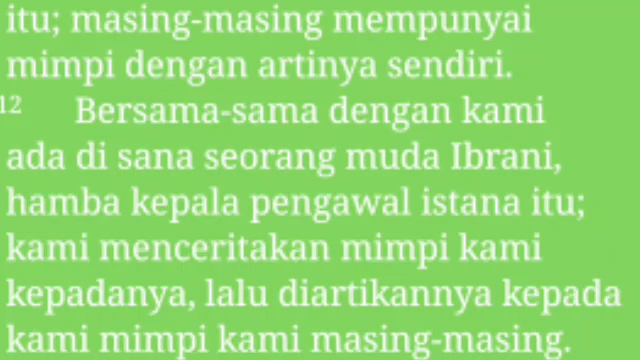 itu; masing-masing mempunyai
mimpi dengan artinya sendiri.
12 Bersama-sama dengan kami
ada di sana seorang muda Ibrani,
hamba kepala pengawal istana itu;
kami menceritakan mimpi kami
kepadanya, lalu diartikannya kepada
kami mimpi kami masing-masing.